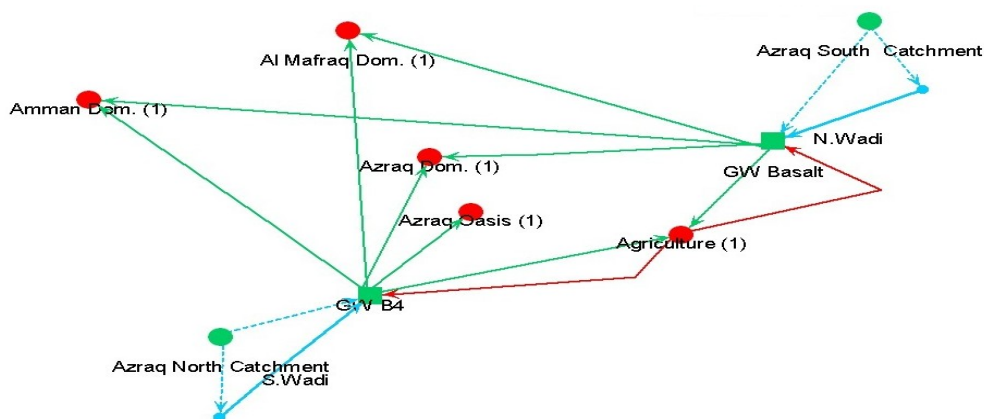 Azraq South Catchment
Al Mafraq Dom. (1)
Amman Dom. (1)
N.Wadi
Azraq Dom. (1)
GW Basalt
Azraq Oasis (1)
Agriculture (1)
GW B4
Azraq North Catchment
S.Wadi